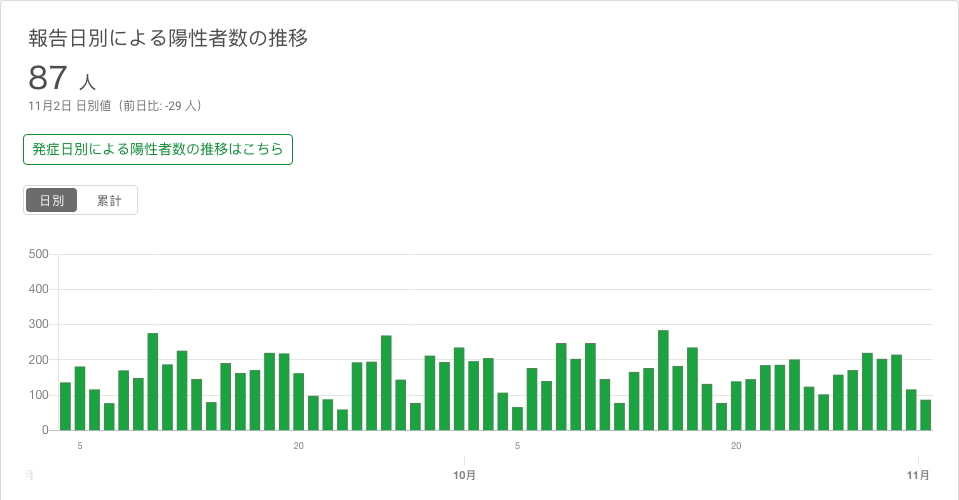 報告日別による陽性者数の推移
87 人
11月2日 日別値（前日比: -29 人）
発症日別による陽性者数の推移はこちら
日別 累計
500
400
300
200
100
0
5 20 5 20
月 10月 11月